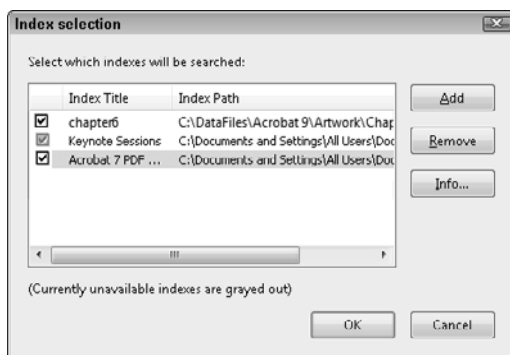 Index selection
Select which indexes will be searched:
Index Title Index Path
chapter6 C:\DataFiles\Acrobat 9\Artwork\Chap
Keynote Sessions C:\Documents and Settings\All Users\Doc
Acrobat 7 PDF ... C:\Documents and Settings\All Users\Doc
Add
Remove
Info...
(Currently unavailable indexes are grayed out)
OK Cancel